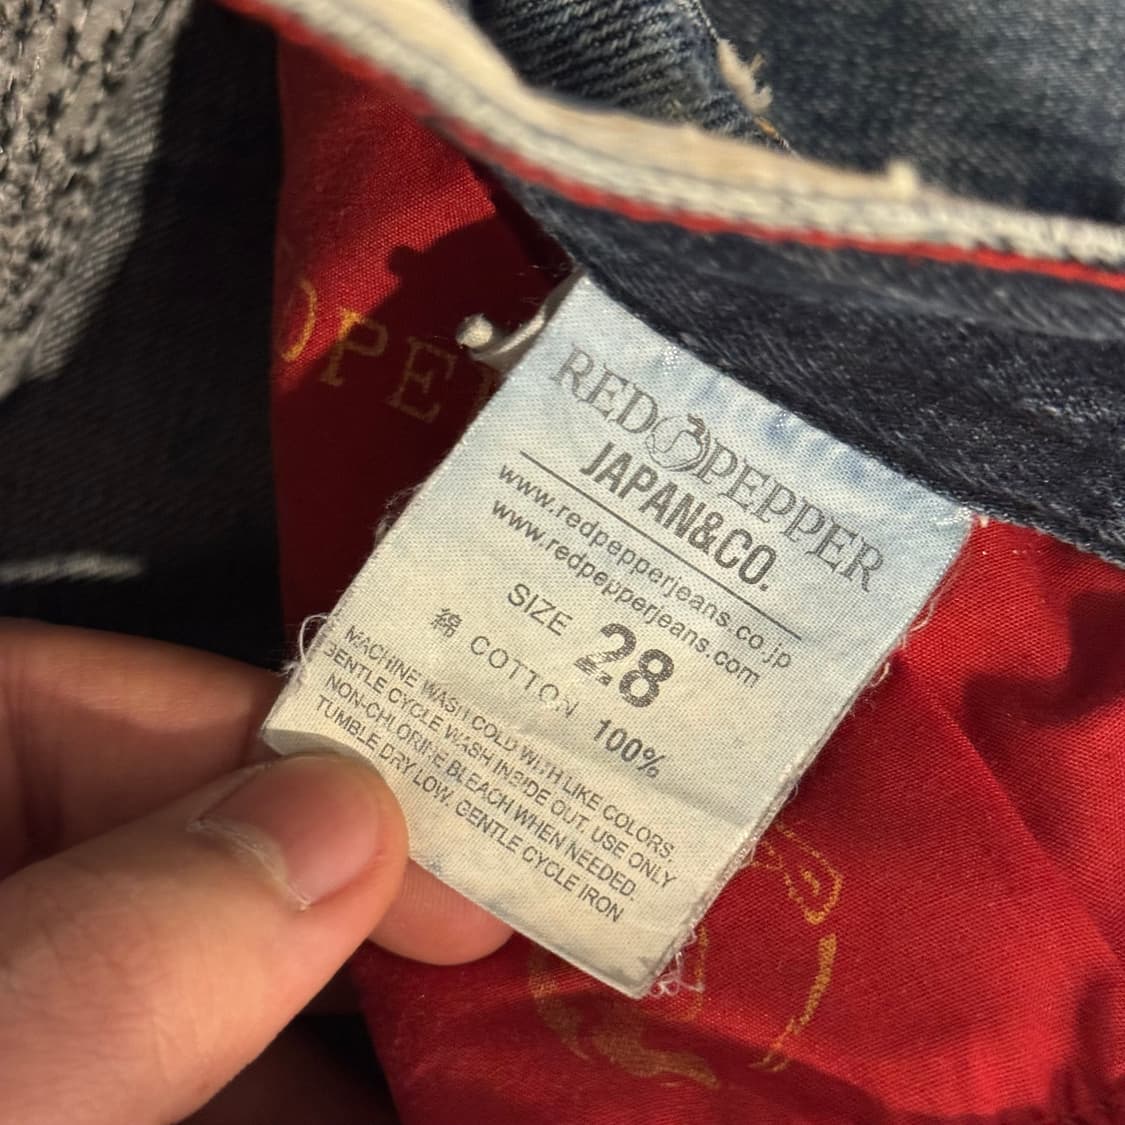 RED PEPPER
JAPAN&CO.
www.redpepperjeans.co.jp
www.redpepperjeans.com
SIZE 28
綿 COTTON 100%
MACHINE WASH COLD WITH LIKE COLORS.
GENTLE CYCLE WASH INSIDE OUT. USE ONLY
NON-CHLORINE BLEACH WHEN NEEDED.
TUMBLE DRY LOW. GENTLE CYCLE IRON
OPE